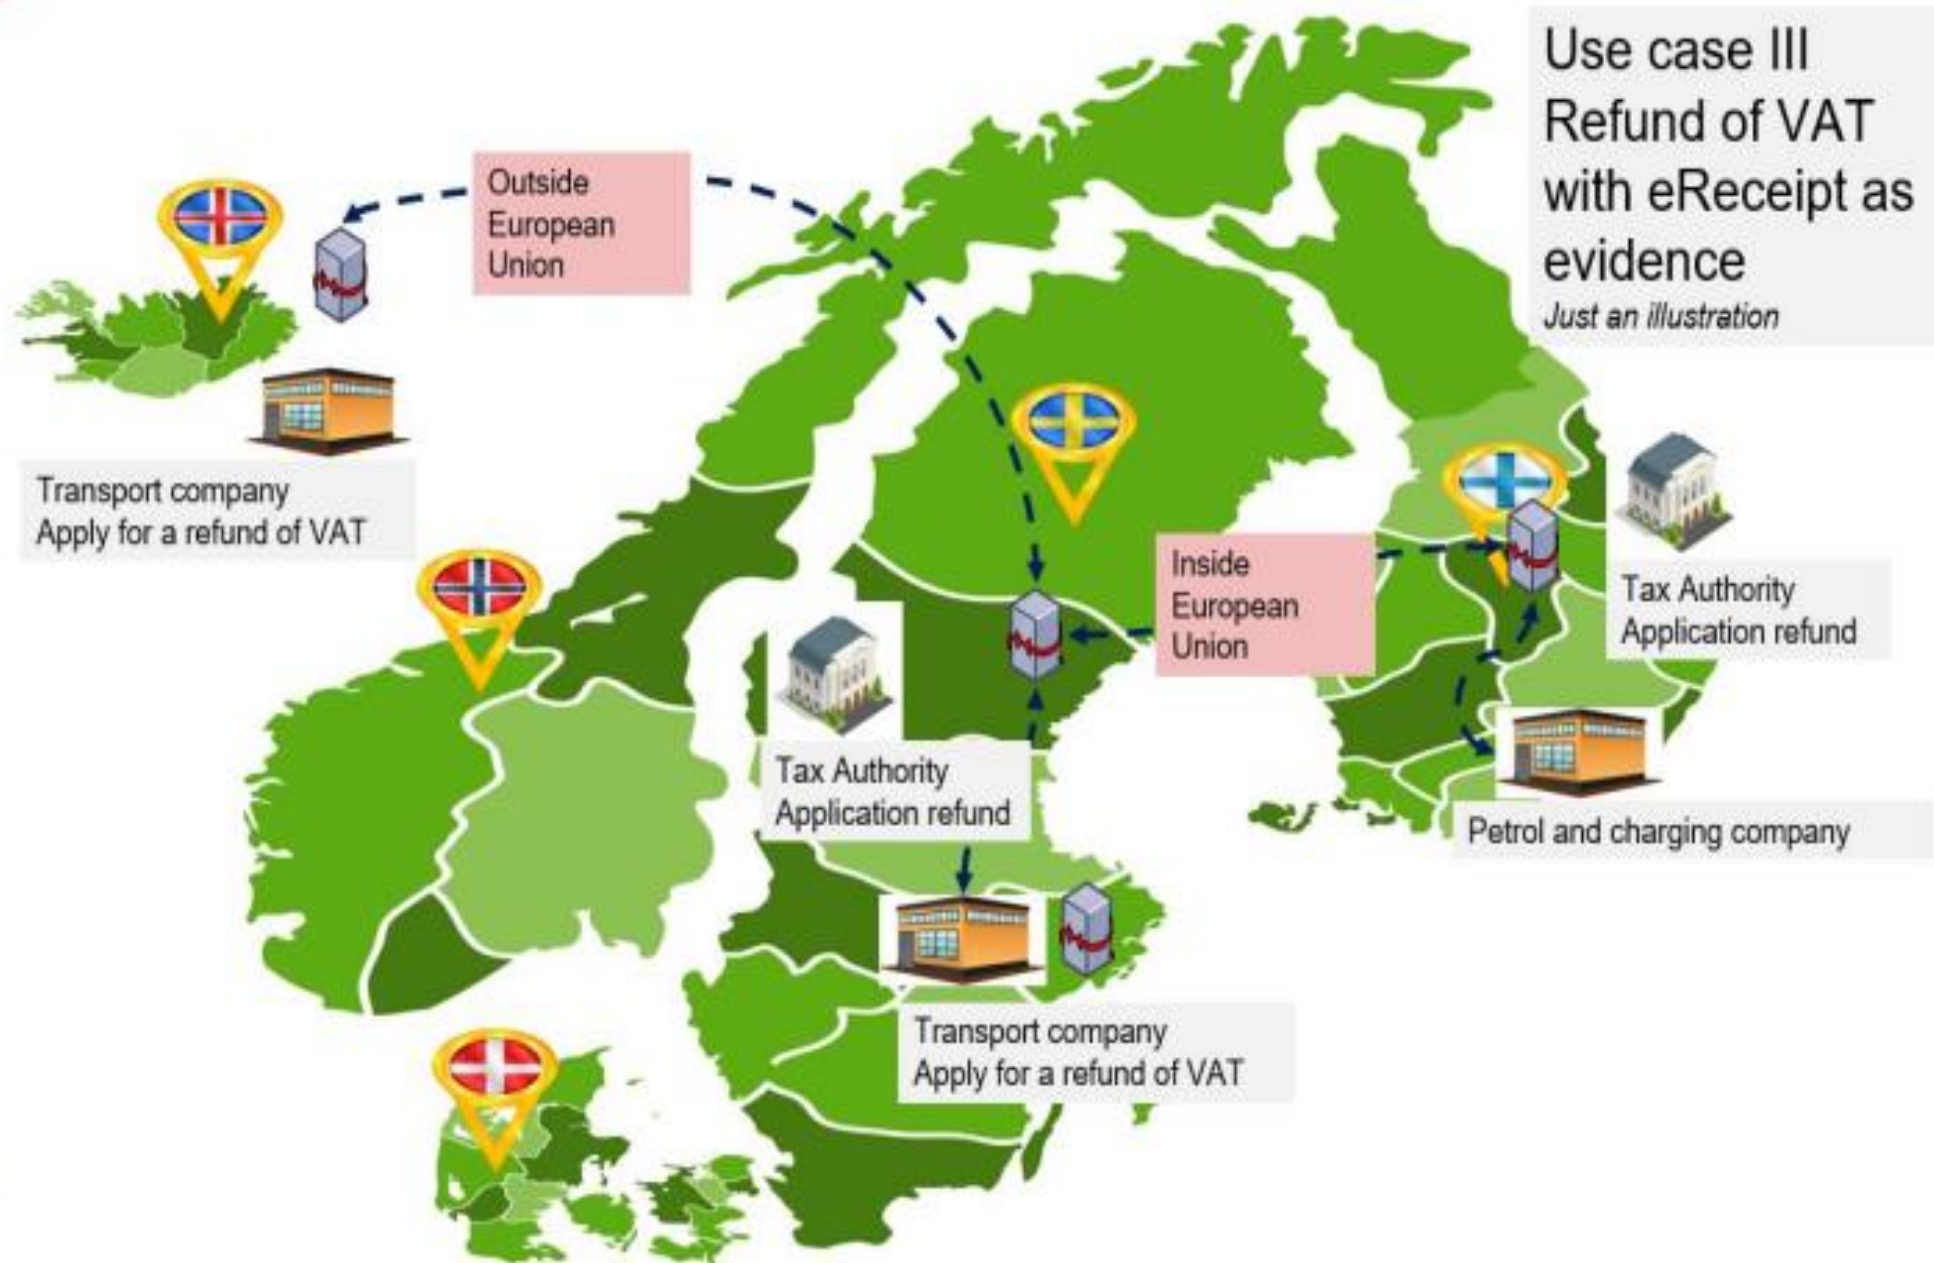 Use case III
Refund of VAT
with eReceipt as
evidence
Just an illustration
Outside
European
Union
Transport company
Apply for a refund of VAT
Inside
European
Union
Tax Authority
Application refund
Tax Authority
Application refund
Petrol and charging company
Transport company
Apply for a refund of VAT